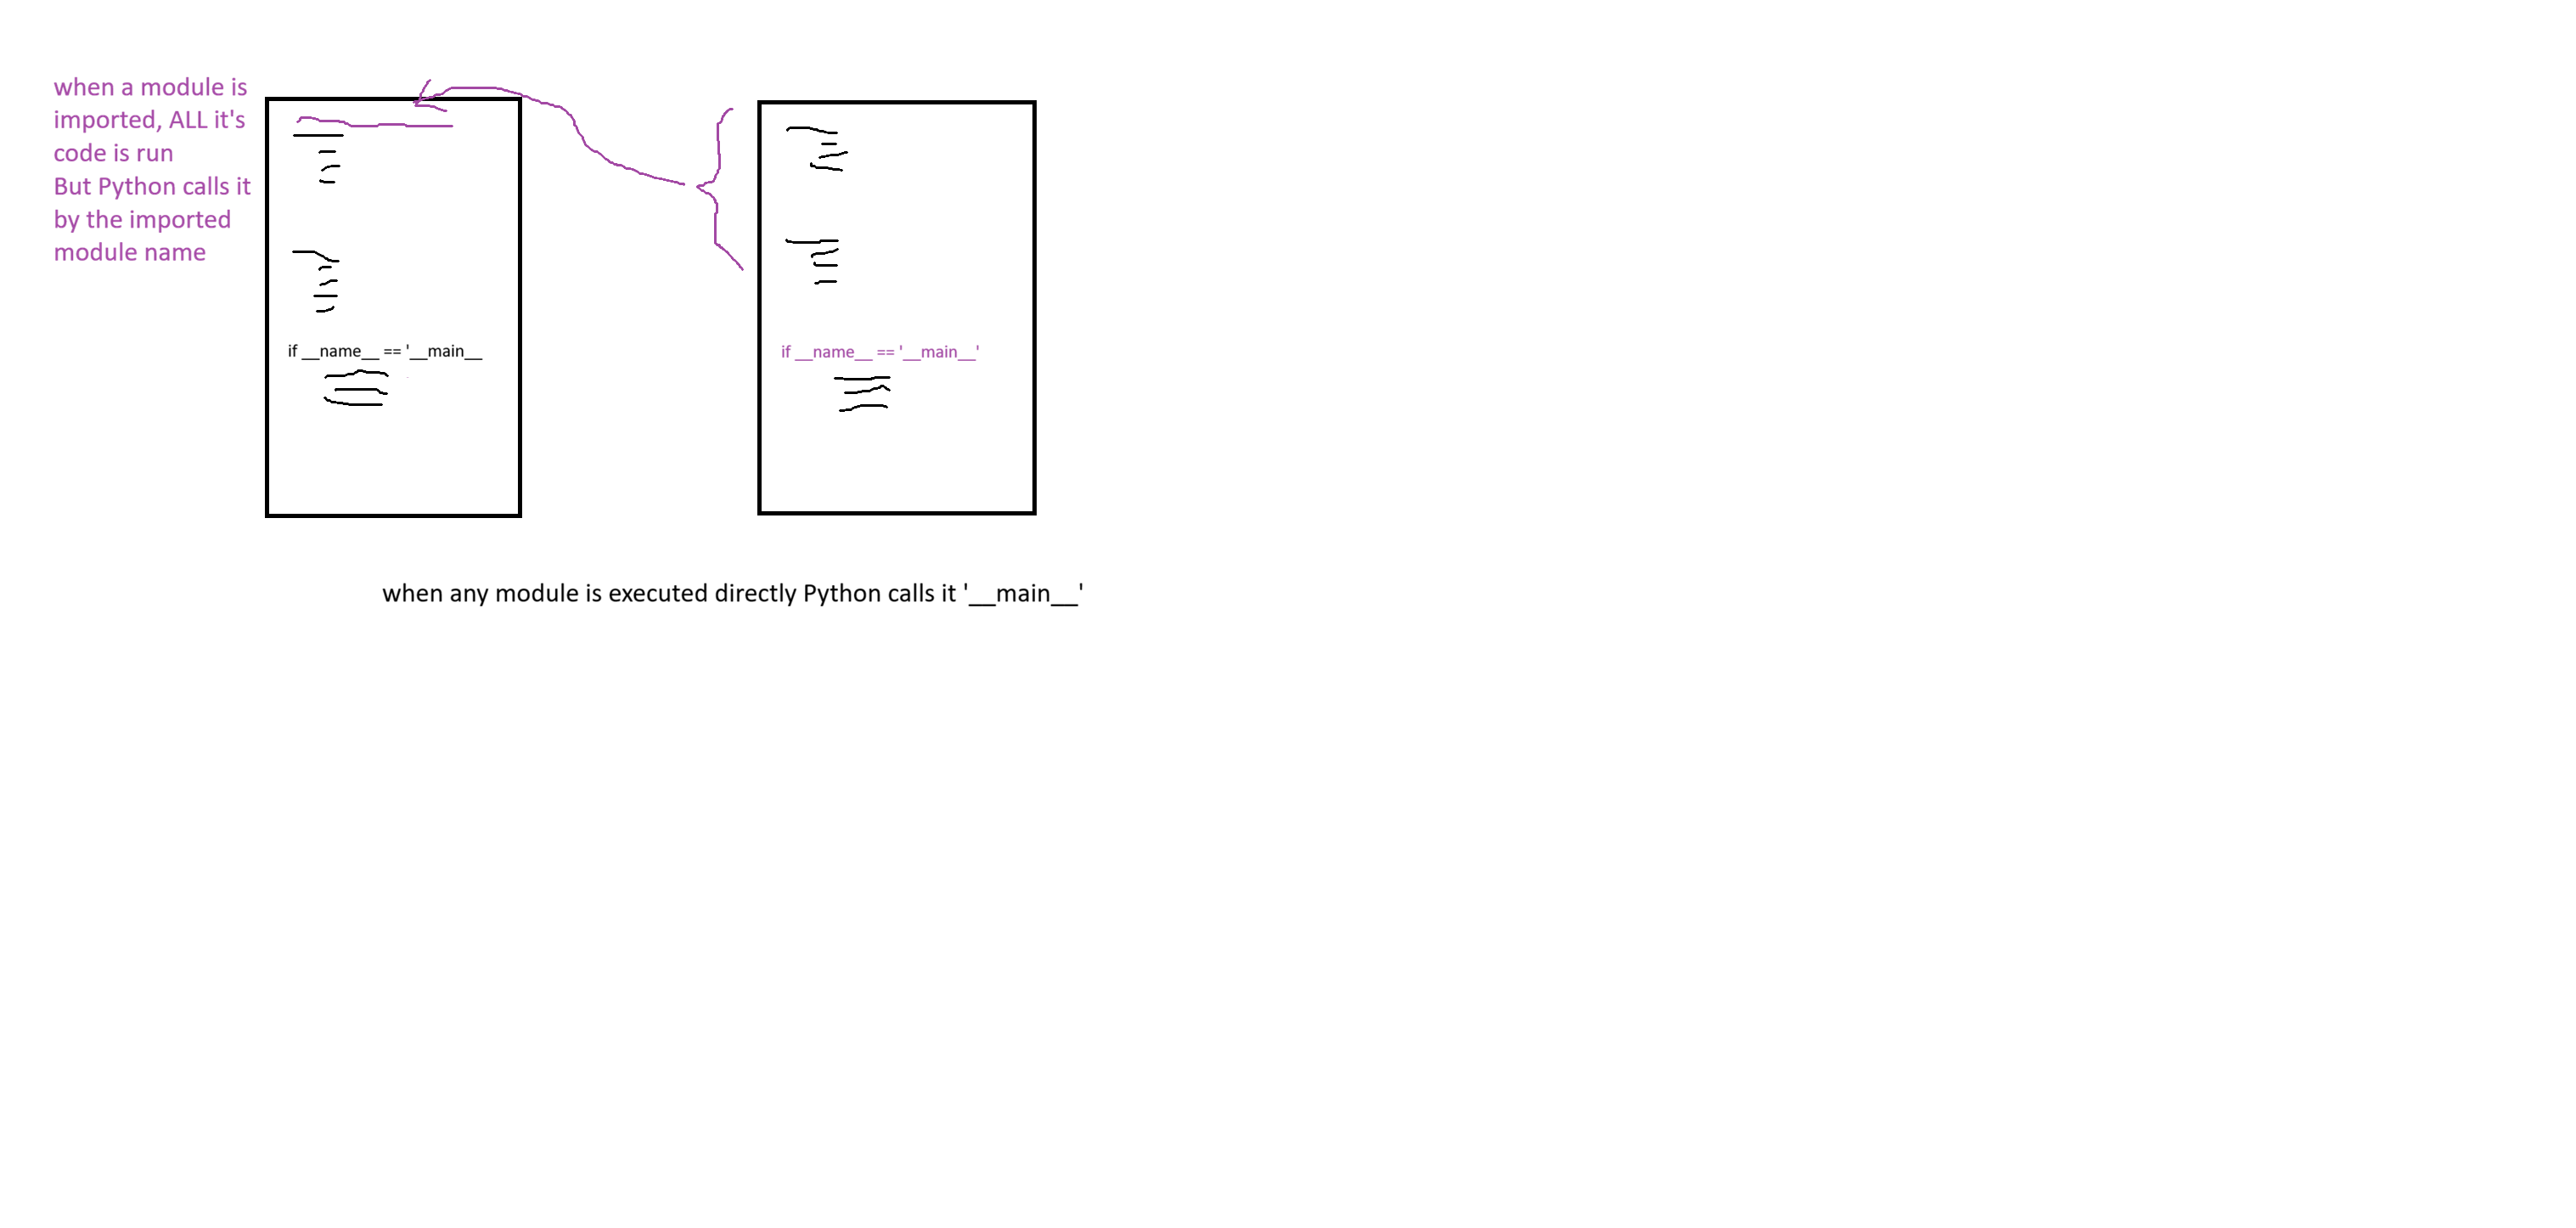 when a module is
imported, ALL it's
code is run
But Python calls it
by the imported
module name
if __name__ == '__main__
if __name__ == '__main__'
when any module is executed directly Python calls it '__main__'